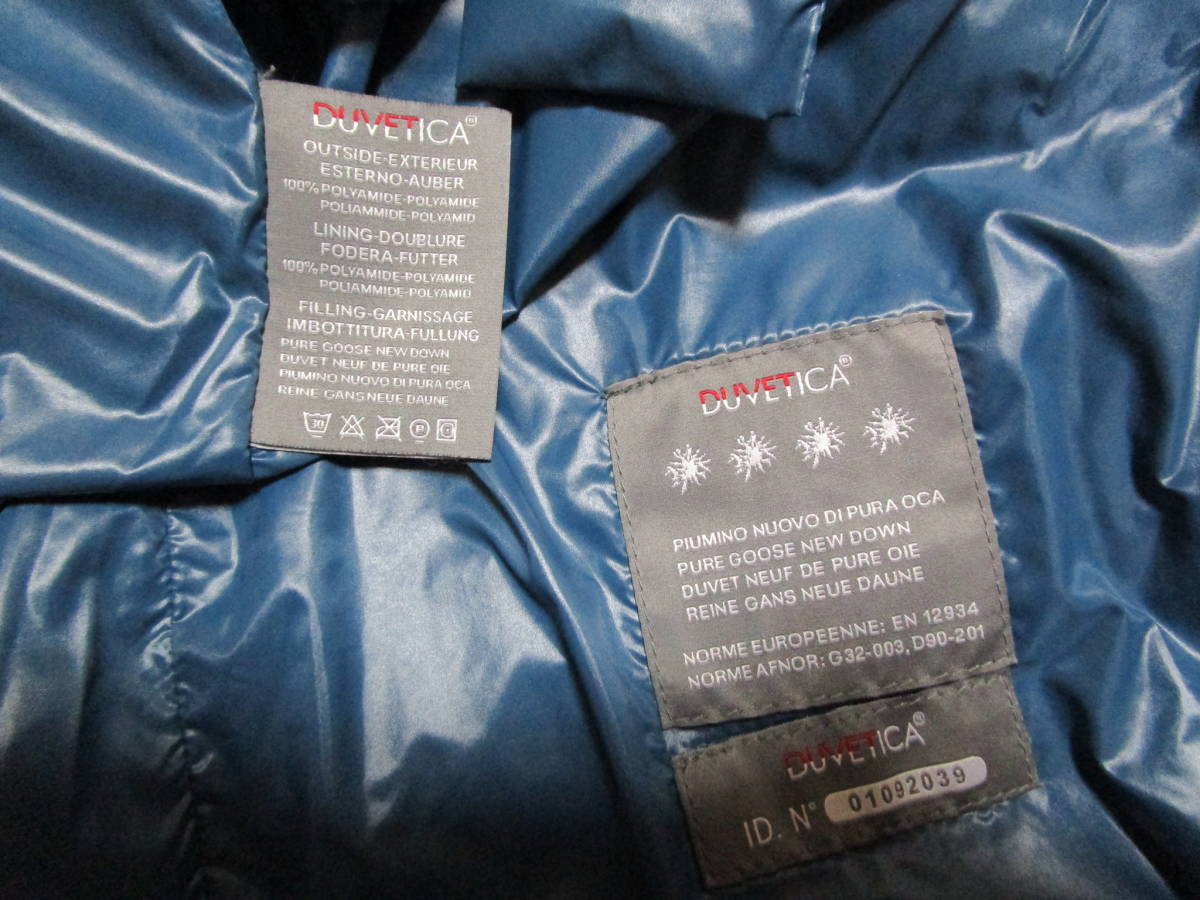 DUVETICA®
OUTSIDE-EXTERIEUR
ESTERNO-AUBER
100% POLYAMIDE-POLYAMIDE
POLIAMMIDE-POLYAMID
LINING-DOUBLURE
FODERA-FUTTER
100% POLYAMIDE-POLYAMIDE
POLIAMMIDE-POLYAMID
FILLING-GARNISSAGE
IMBOTTITURA-FULLUNG
PURE GOOSE NEW DOWN
DUVET NEUF DE PURE OIE
PIUMINO NUOVO DI PURA OCA
REINE GANS NEUE DAUNE
30 P
DUVETICA®
PIUMINO NUOVO DI PURA OCA
PURE GOOSE NEW DOWN
DUVET NEUF DE PURE OIE
REINE GANS NEUE DAUNE
NORME EUROPEENNE: EN 12934
NORME AFNOR: G32-003, D90-201
DUVETICA®
ID. N° 01092039